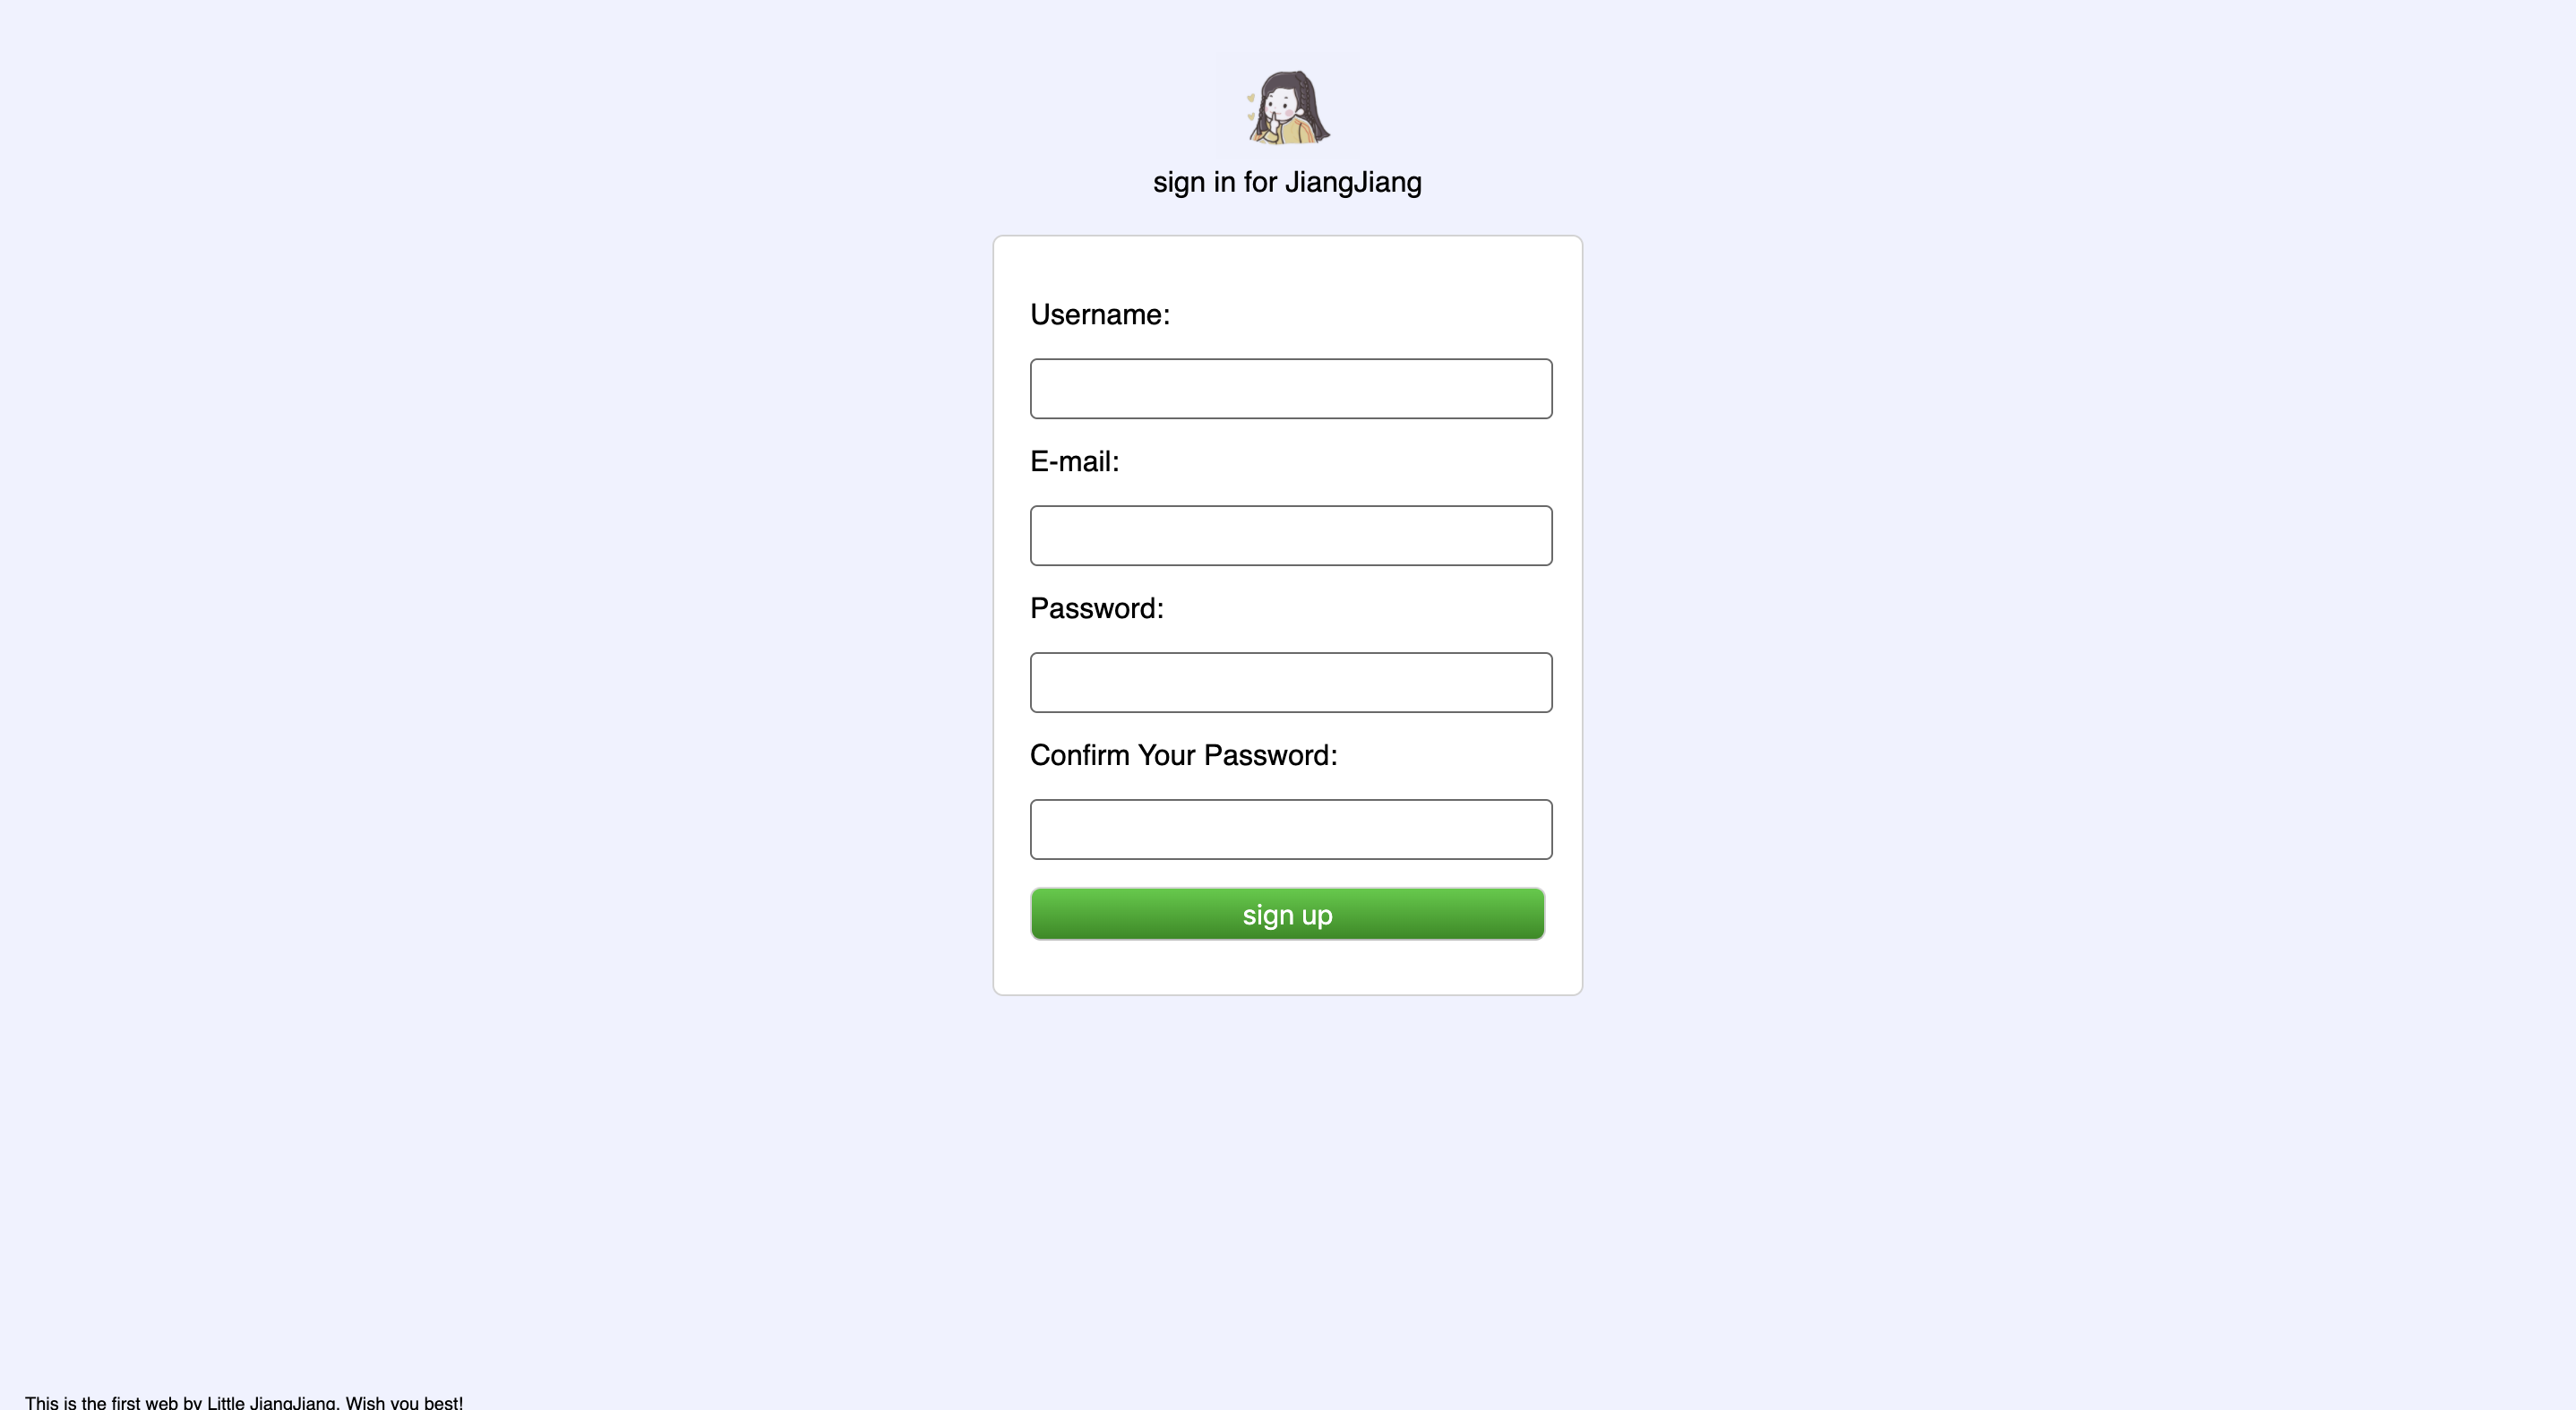 sign in for JiangJiang
Username:
E-mail:
Password:
Confirm Your Password:
sign up
This is the first web by Little JiangJiang. Wish you best!